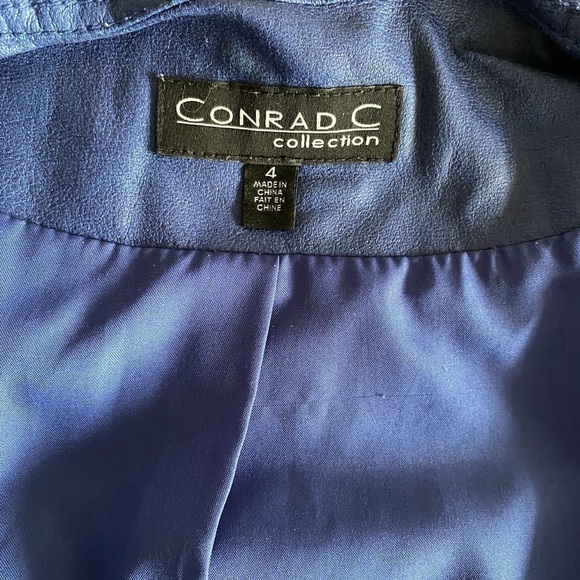 CONRAD C
collection
4
MADE IN
CHINA
FAIT EN
CHINE